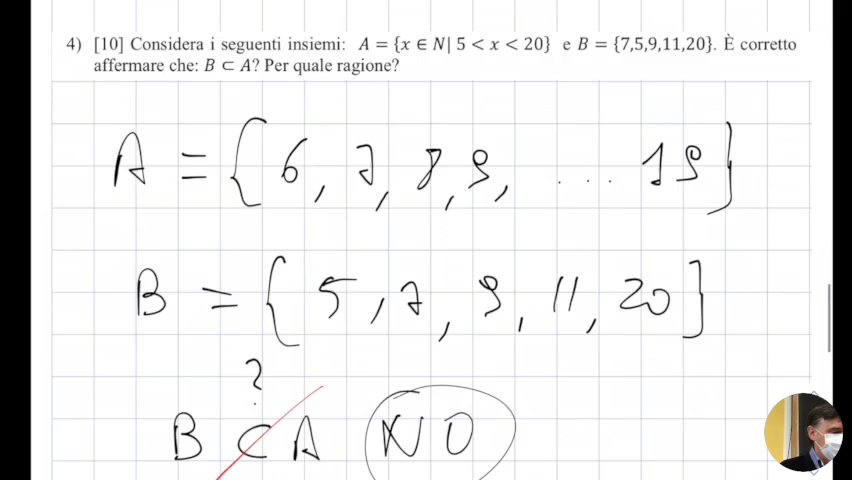 4) [10] Considera i seguenti insiemi: A = {x ∈ N| 5 < x < 20} e B = {7,5,9,11,20}. È corretto
affermare che: B ⊂ A? Per quale ragione?
A = {6, 7, 8, 9, ... 19}
B = {5, 7, 9, 11, 20}
?
B ⊄ A NO